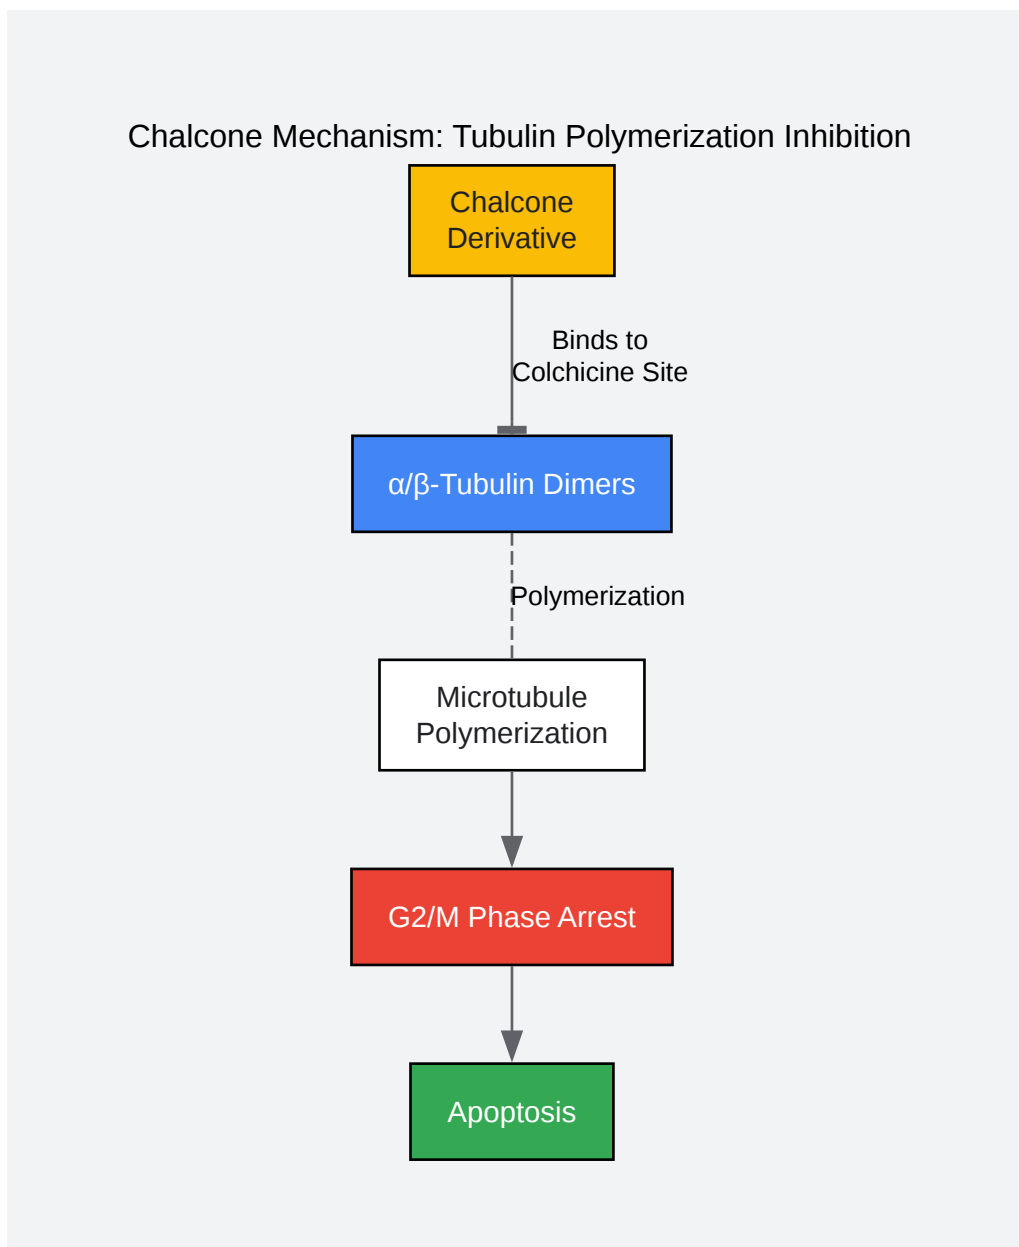 Chalcone Mechanism: Tubulin Polymerization Inhibition
Chalcone
Derivative
Binds to
Colchicine Site
α/β-Tubulin Dimers
Polymerization
Microtubule
Polymerization
G2/M Phase Arrest
Apoptosis